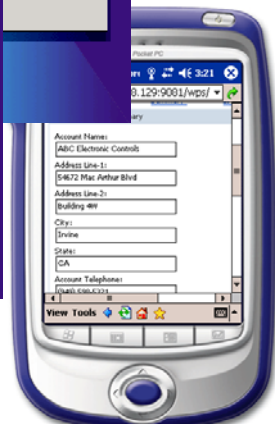 Pocket PC
3:21
8.129:9081/wps/
Account Name:
ABC Electronic Controls
Address Line-1:
54672 Mac Arthur Blvd
Address Line-2:
Building 4W
City:
Irvine
State:
CA
Account Telephone:
View Tools